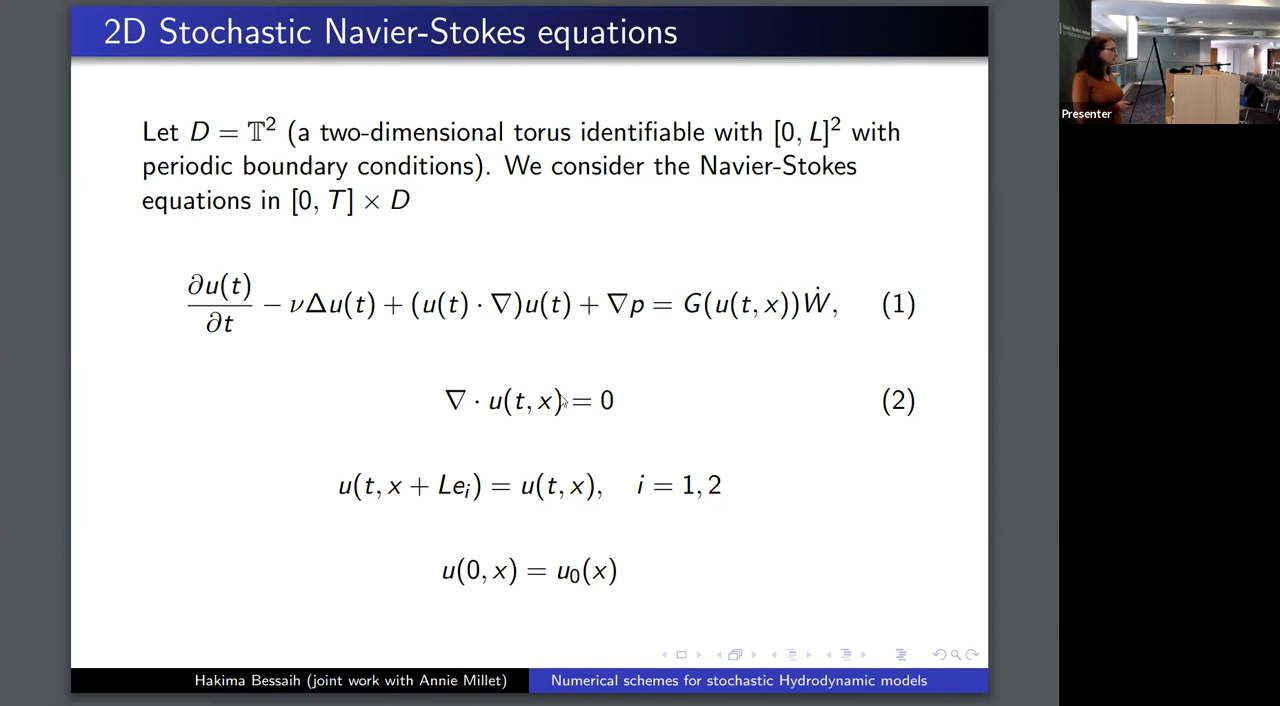 2D Stochastic Navier-Stokes equations
Let D = 𝕋² (a two-dimensional torus identifiable with [0, L]² with
periodic boundary conditions). We consider the Navier-Stokes
equations in [0, T] × D
∂u(t)/∂t − νΔu(t) + (u(t) · ∇)u(t) + ∇p = G(u(t, x))Ẇ, (1)
∇ · u(t, x) = 0 (2)
u(t, x + Leᵢ) = u(t, x), i = 1, 2
u(0, x) = u₀(x)
Hakima Bessaih (joint work with Annie Millet)
Numerical schemes for stochastic Hydrodynamic models
Presenter